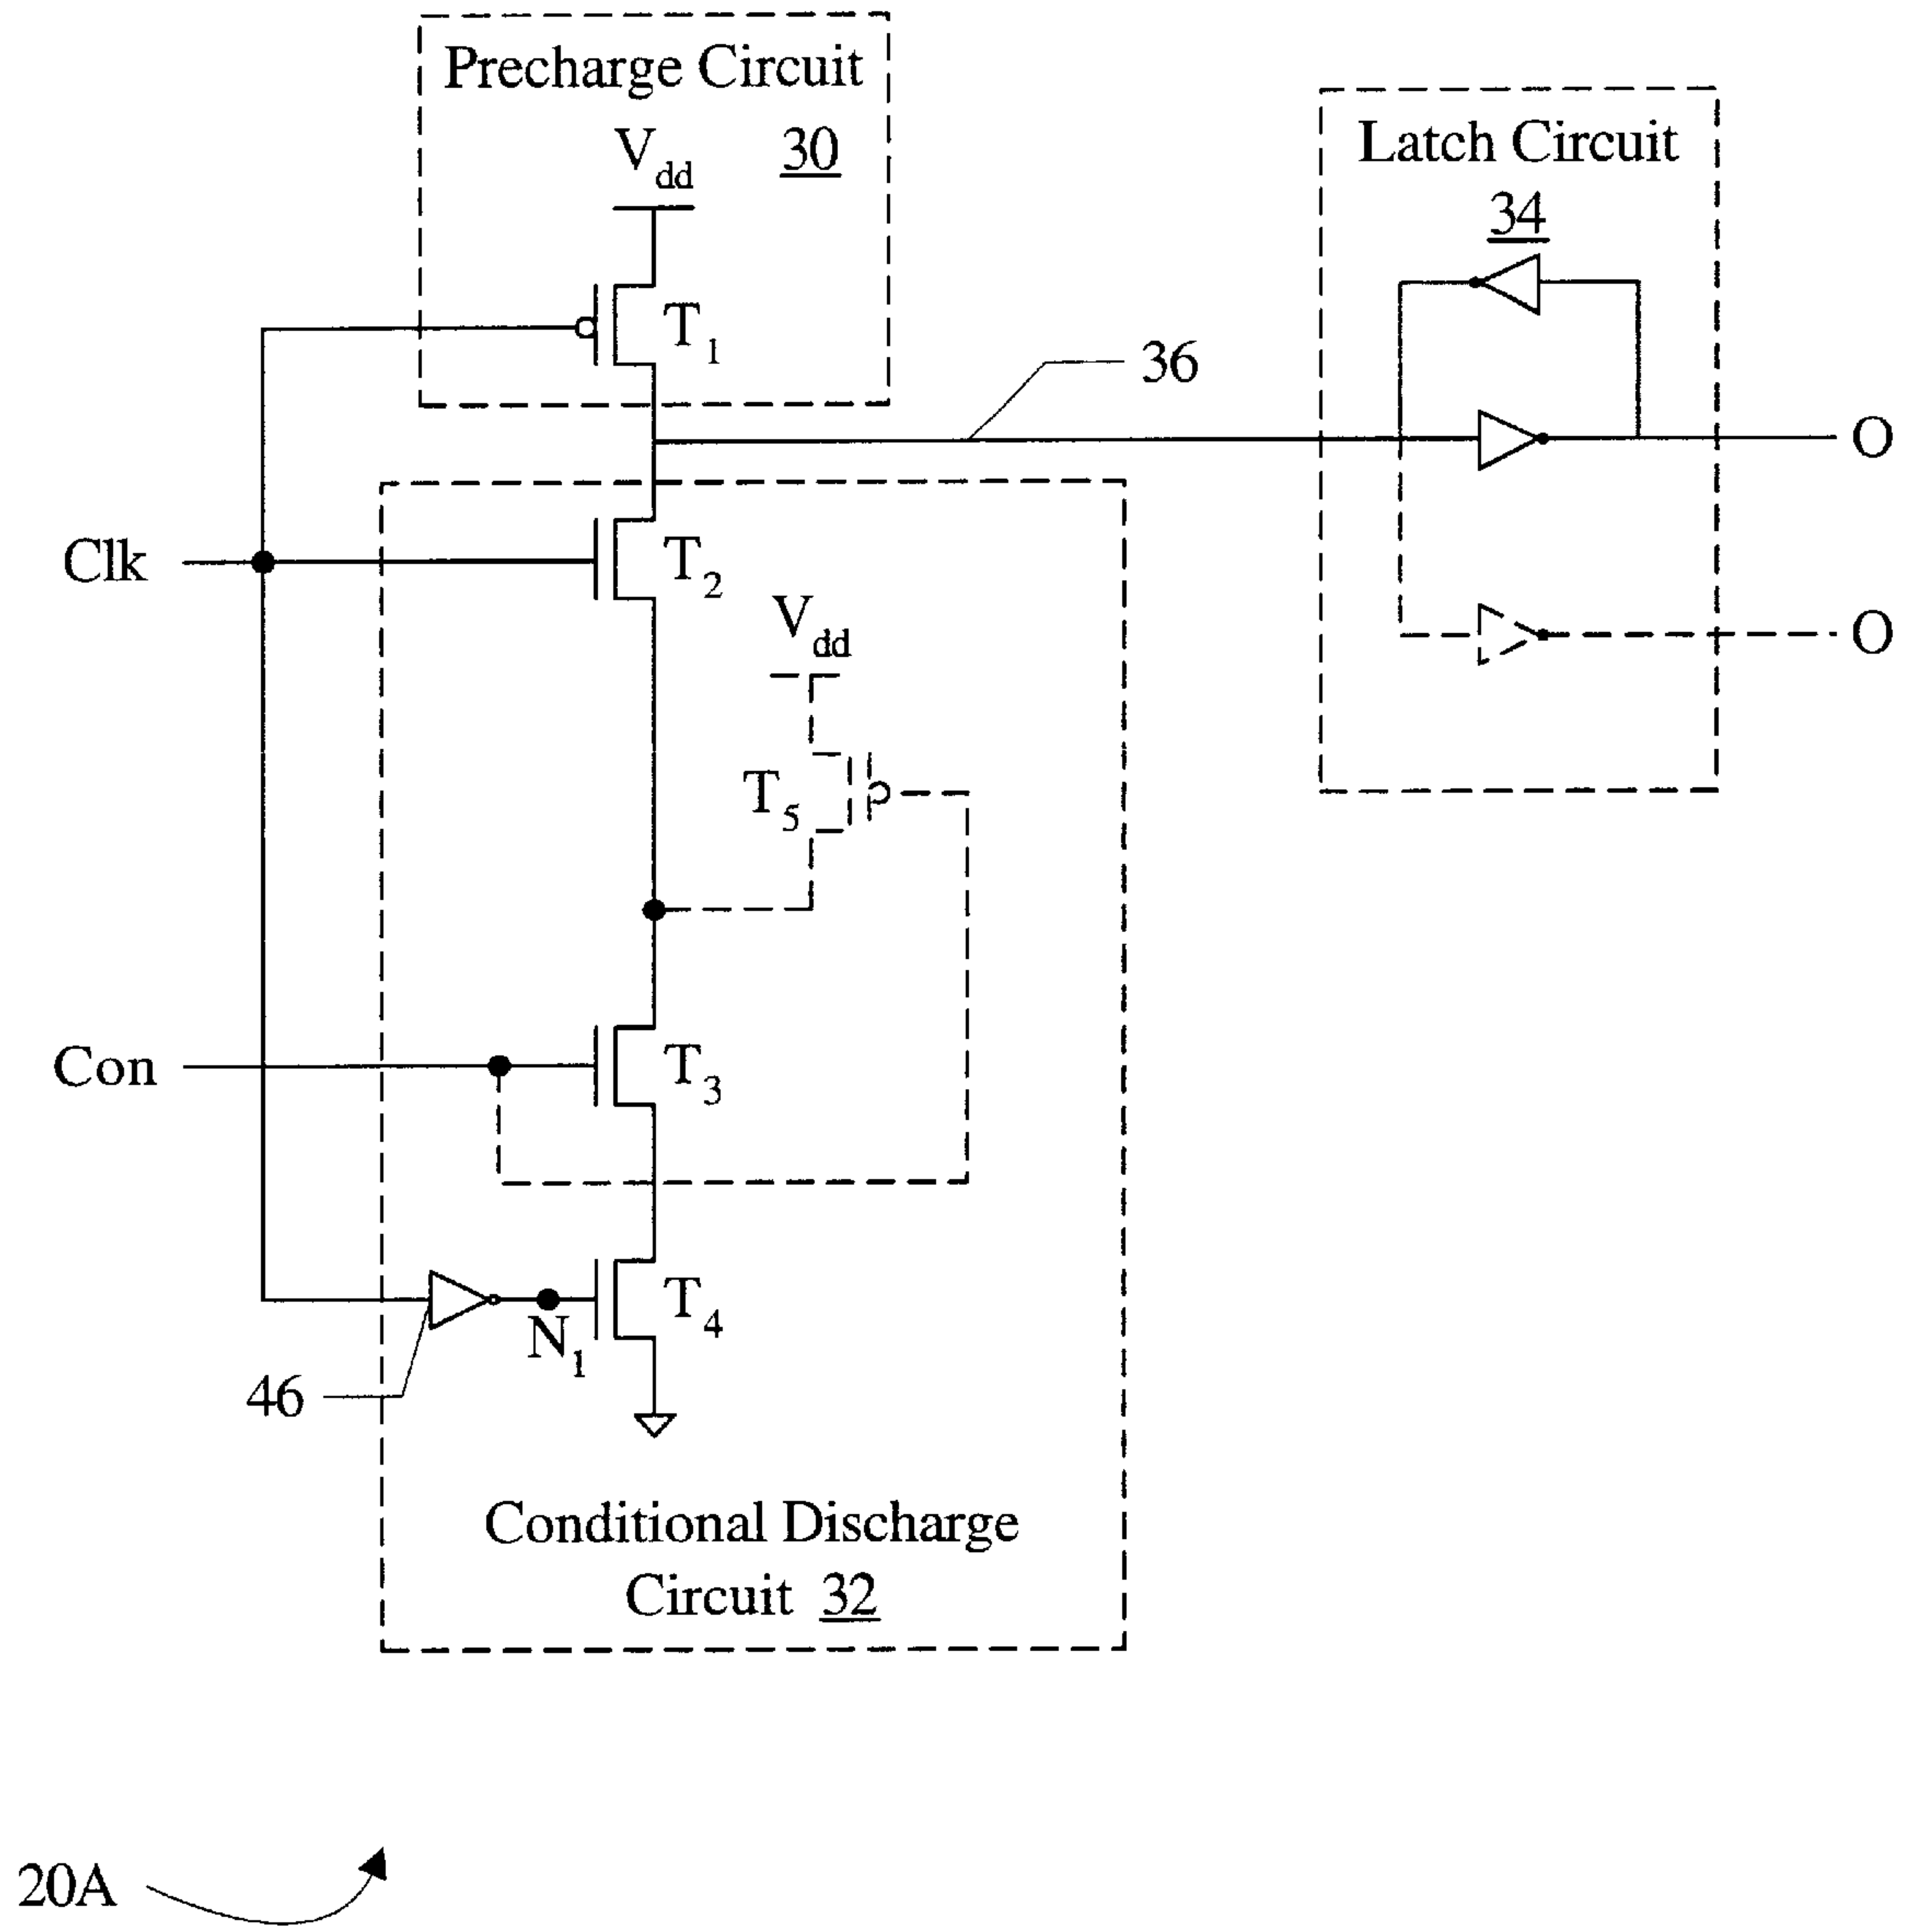 Precharge Circuit
30
Vdd
T1
Latch Circuit
34
36
O
Clk
T2
Vdd
O
T5
Con
T3
T4
N1
46
Conditional Discharge
Circuit 32
20A